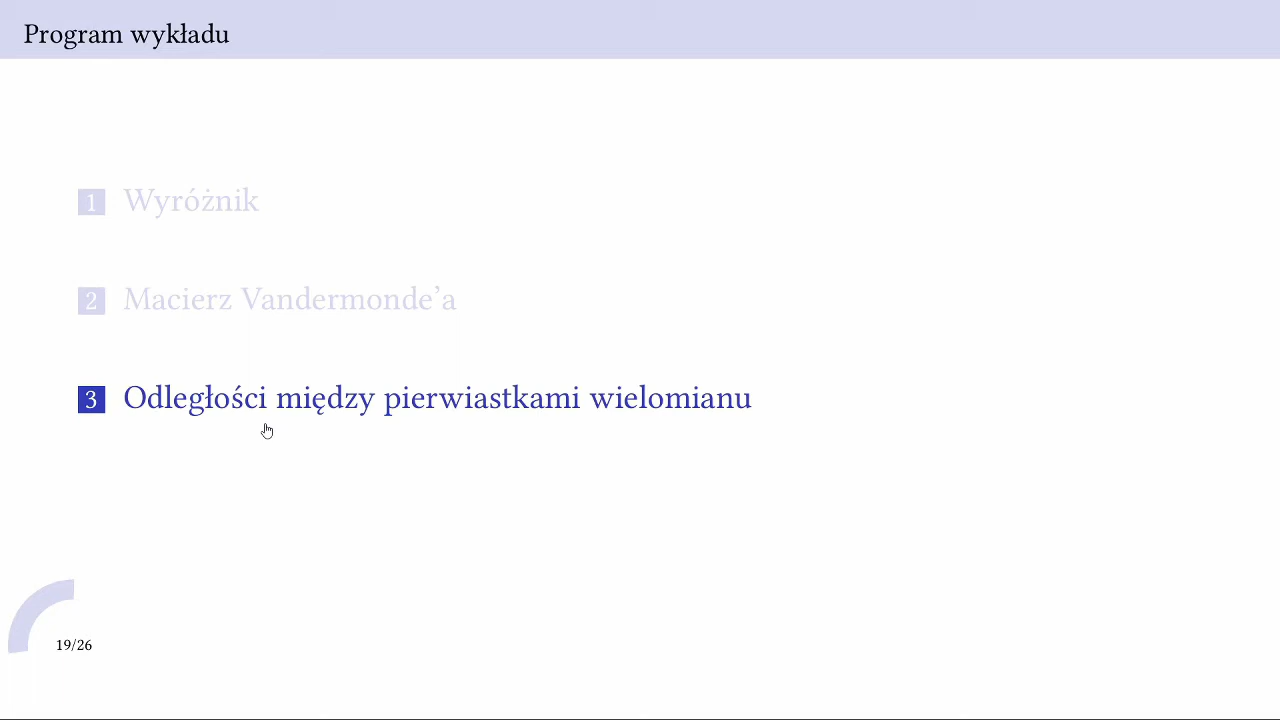 Program wykładu
1 Wyróżnik
2 Macierz Vandermonde’a
3 Odległości między pierwiastkami wielomianu
19/26